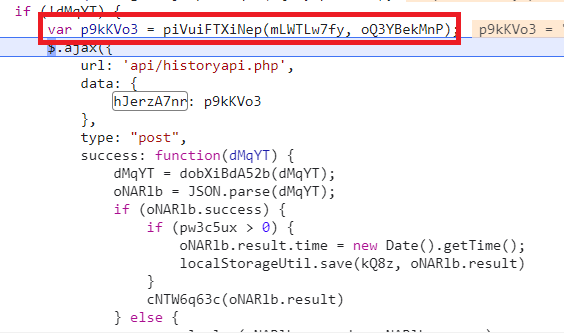 if (!dMqYT) {
var p9kKVo3 = piVuiFTXiNep(mLWTLw7fy, oQ3YBekMnP); p9kKVo3 = '
$.ajax({
url: 'api/historyapi.php',
data: {
hJerzA7nr: p9kKVo3
},
type: "post",
success: function(dMqYT) {
dMqYT = dobXiBdA52b(dMqYT);
oNARlb = JSON.parse(dMqYT);
if (oNARlb.success) {
if (pw3c5ux > 0) {
oNARlb.result.time = new Date().getTime();
localStorageUtil.save(kQ8z, oNARlb.result)
}
cNTW6q63c(oNARlb.result)
} else {